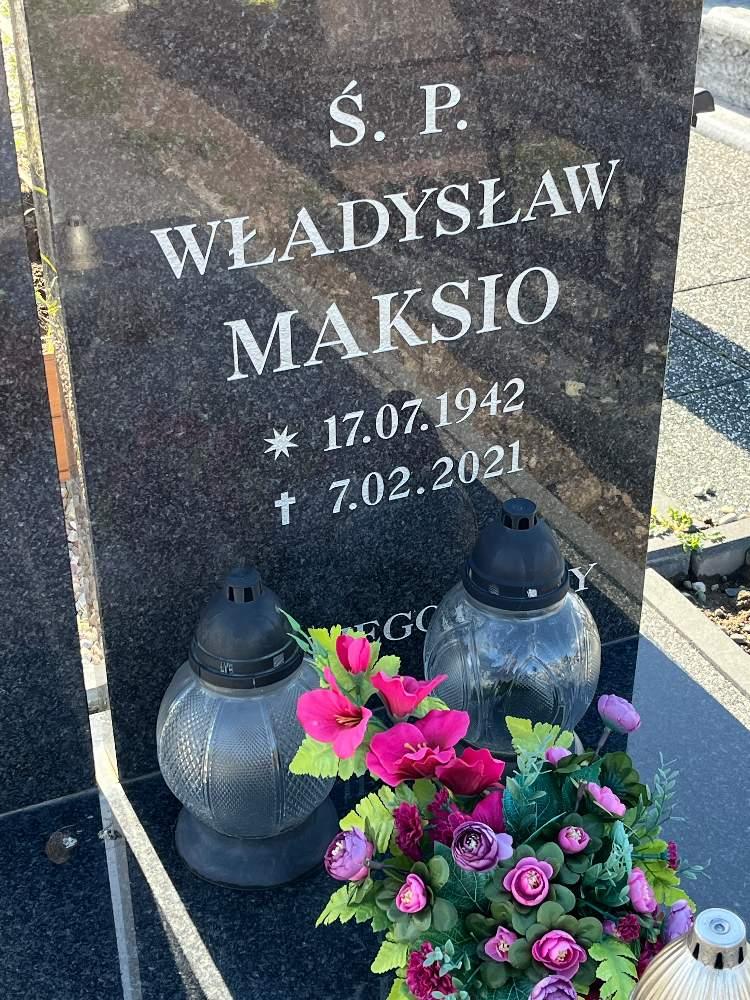 Ś. P.
WŁADYSŁAW
MAKSIO
✷ 17.07.1942
✝ 7.02.2021